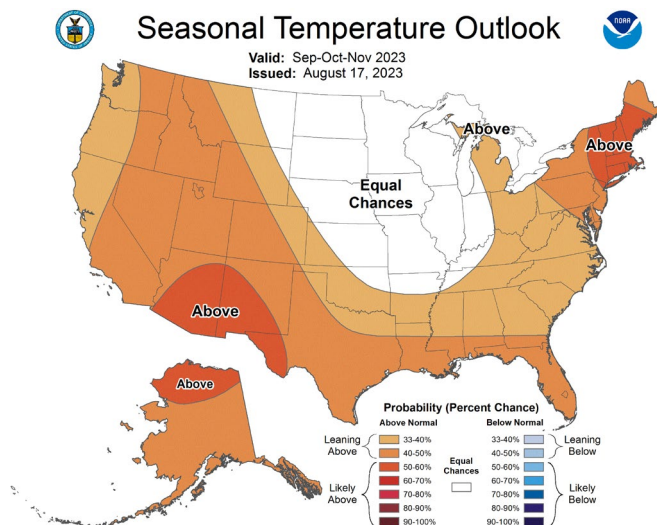 Seasonal Temperature Outlook
NOAA
Valid: Sep-Oct-Nov 2023
Issued: August 17, 2023
Above
Above
Equal
Chances
Above
Above
Probability (Percent Chance)
Above Normal
Below Normal
Leaning
Above
33-40%
40-50%
Likely
Above
50-60%
60-70%
70-80%
80-90%
90-100%
Equal
Chances
33-40%
40-50%
Leaning
Below
50-60%
60-70%
70-80%
80-90%
90-100%
Likely
Below